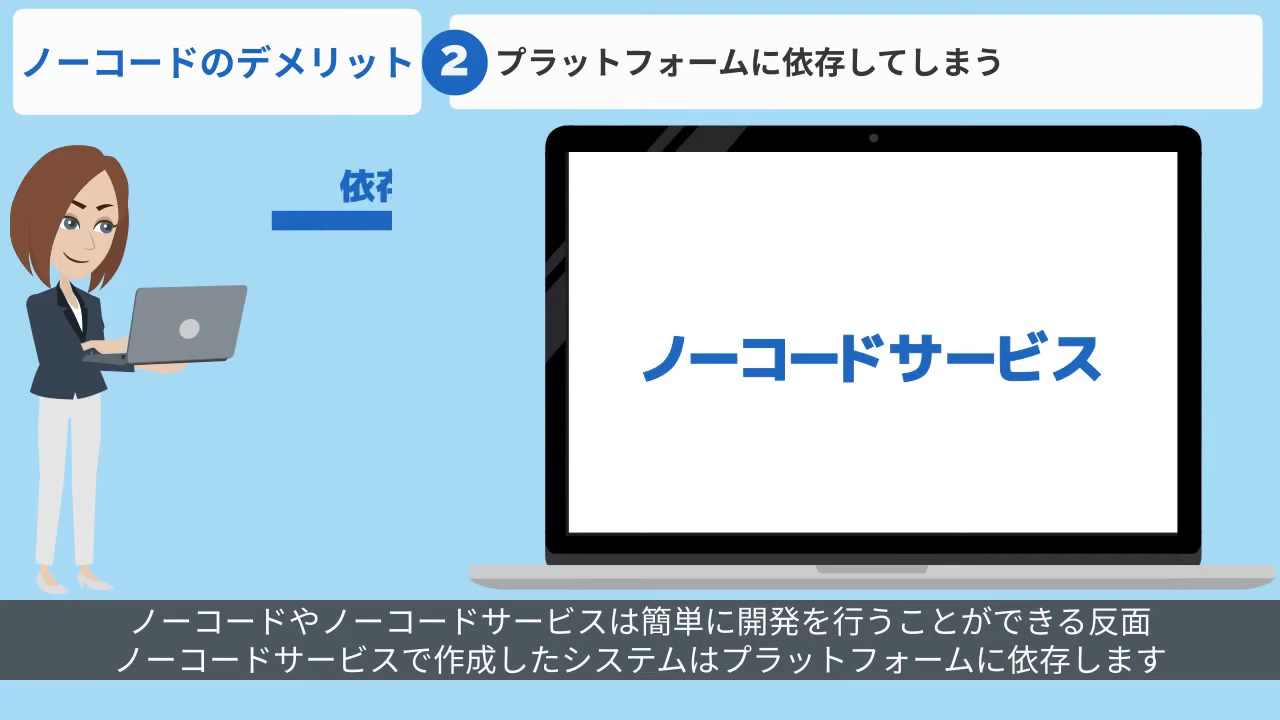 ノーコードのデメリット
2
プラットフォームに依存してしまう
依存
ノーコードサービス
ノーコードやノーコードサービスは簡単に開発を行うことができる反面
ノーコードサービスで作成したシステムはプラットフォームに依存します